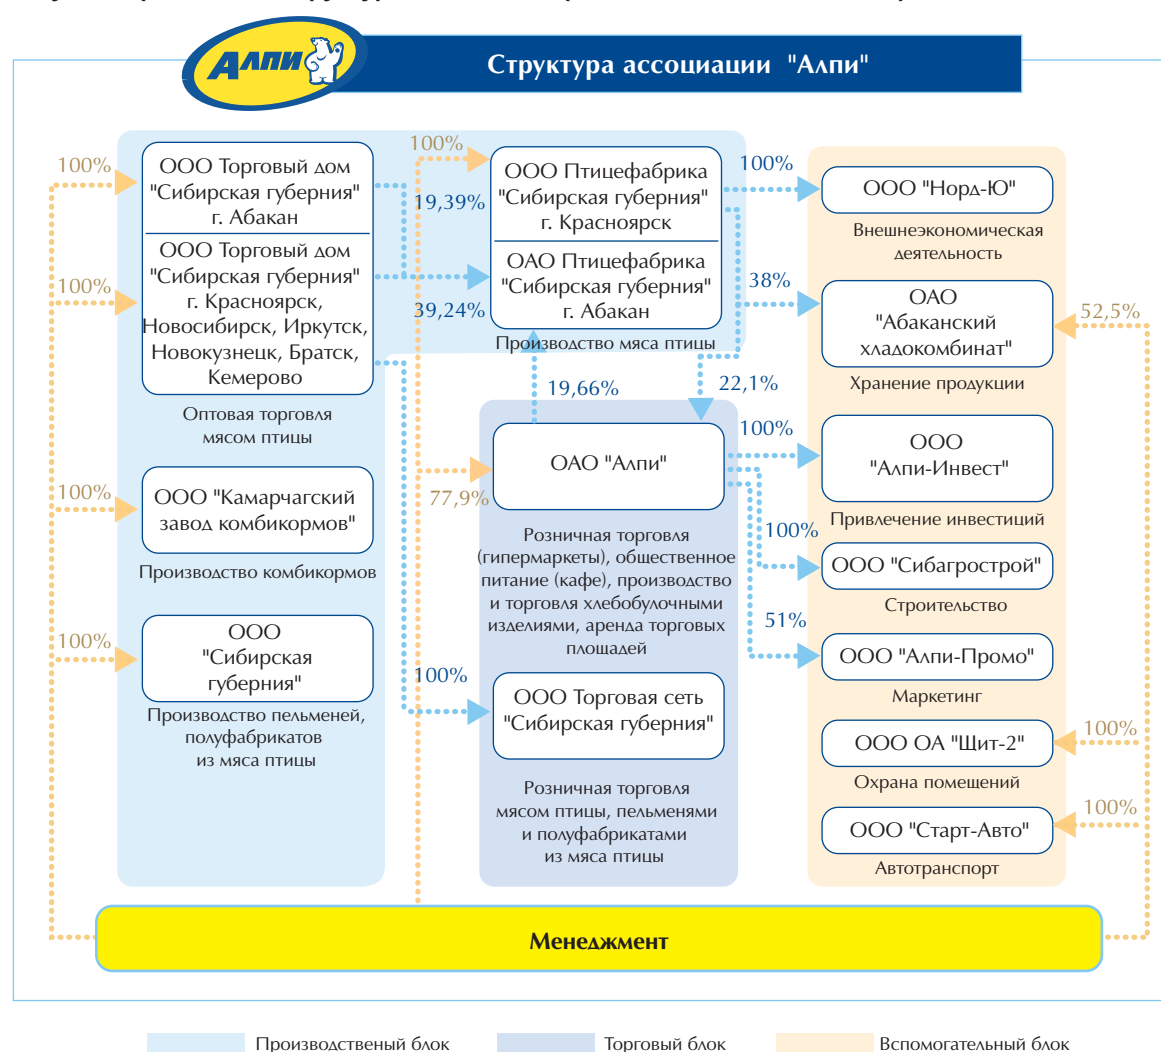 Алпи
Структура ассоциации "Алпи"
100%
ООО Торговый дом
"Сибирская губерния"
г. Абакан
100%
ООО Торговый дом
"Сибирская губерния"
г. Красноярск,
Новосибирск, Иркутск,
Новокузнецк, Братск,
Кемерово
Оптовая торговля
мясом птицы
100%
ООО "Камарчагский
завод комбикормов"
Производство комбикормов
100%
ООО
"Сибирская
губерния"
Производство пельменей,
полуфабрикатов
из мяса птицы
100%
19,39%
39,24%
ООО Птицефабрика
"Сибирская губерния"
г. Красноярск
ОАО Птицефабрика
"Сибирская губерния"
г. Абакан
Производство мяса птицы
19,66%
22,1%
77,9%
ОАО "Алпи"
Розничная торговля
(гипермаркеты), общественное
питание (кафе), производство
и торговля хлебобулочными
изделиями, аренда торговых
площадей
100%
ООО Торговая сеть
"Сибирская губерния"
Розничная торговля
мясом птицы, пельменями
и полуфабрикатами
из мяса птицы
100%
ООО "Норд-Ю"
Внешнеэкономическая
деятельность
38%
ОАО
"Абаканский
хладокомбинат"
52,5%
Хранение продукции
100%
ООО
"Алпи-Инвест"
Привлечение инвестиций
100%
ООО "Сибагрострой"
Строительство
51%
ООО "Алпи-Промо"
Маркетинг
ООО ОА "Щит-2"
100%
Охрана помещений
ООО "Старт-Авто"
100%
Автотранспорт
Менеджмент
Производственый блок
Торговый блок
Вспомогательный блок